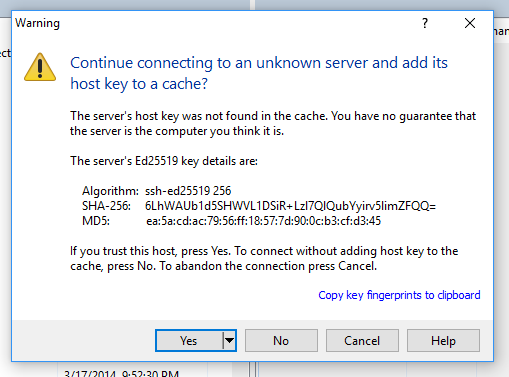 Warning
?
nan
ect
Continue connecting to an unknown server and add its
host key to a cache?
The server's host key was not found in the cache. You have no guarantee that
the server is the computer you think it is.
The server's Ed25519 key details are:
Algorithm: ssh-ed25519 256
SHA-256: 6LhWAUb1d5SHWVL1DSiR+LzI7QIQubYyirv5IimZFQQ=
MD5: ea:5a:cd:ac:79:56:ff:18:57:7d:90:0c:b3:cf:d3:45
If you trust this host, press Yes. To connect without adding host key to the
cache, press No. To abandon the connection press Cancel.
Copy key fingerprints to clipboard
Yes No Cancel Help
3/17/2014 9:52:30 PM